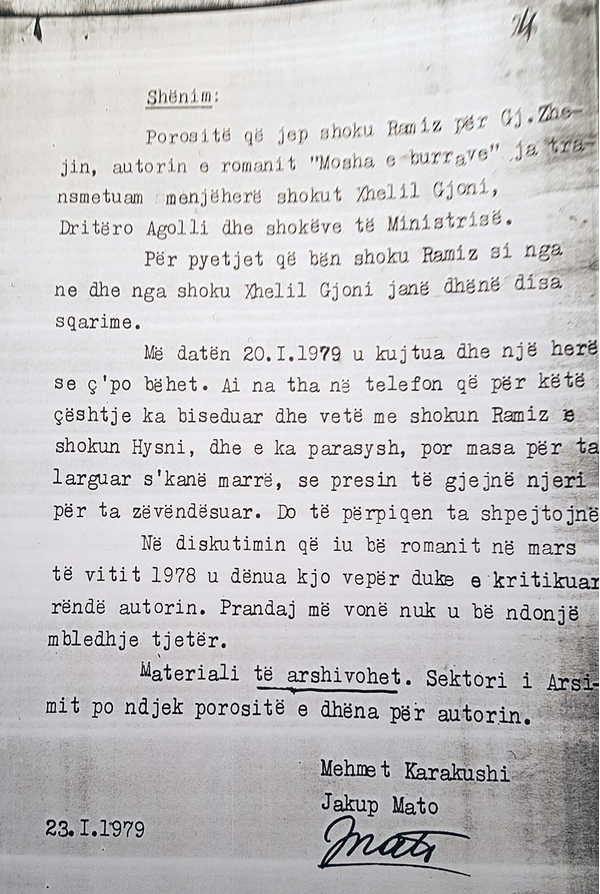 Shënim:
Porositë që jep shoku Ramiz për Gj.Zhe-
jin, autorin e romanit "Mosha e burrave" ja tra-
nsmetuam menjëherë shokut Xhelil Gjoni,
Dritëro Agolli dhe shokëve të Ministrisë.
Për pyetjet që bën shoku Ramiz si nga
ne dhe nga shoku Xhelil Gjoni janë dhënë disa
sqarime.
Më datën 20.I.1979 u kujtua dhe një herë
se ç'po bëhet. Ai na tha në telefon që për këtë
çështje ka biseduar dhe vetë me shokun Ramiz e
shokun Hysni, dhe e ka parasysh, por masa për ta
larguar s'kanë marrë, se presin të gjejnë njeri
për ta zëvëndësuar. Do të përpiqen ta shpejtojnë
Në diskutimin që iu bë romanit në mars
të vitit 1978 u dënua kjo vepër duke e kritikuar
rëndë autorin. Prandaj më vonë nuk u bë ndonjë
mbledhje tjetër.
Materiali të arshivohet. Sektori i Arsi-
mit po ndjek porositë e dhëna për autorin.
Mehmet Karakushi
Jakup Mato
23.I.1979
JMato